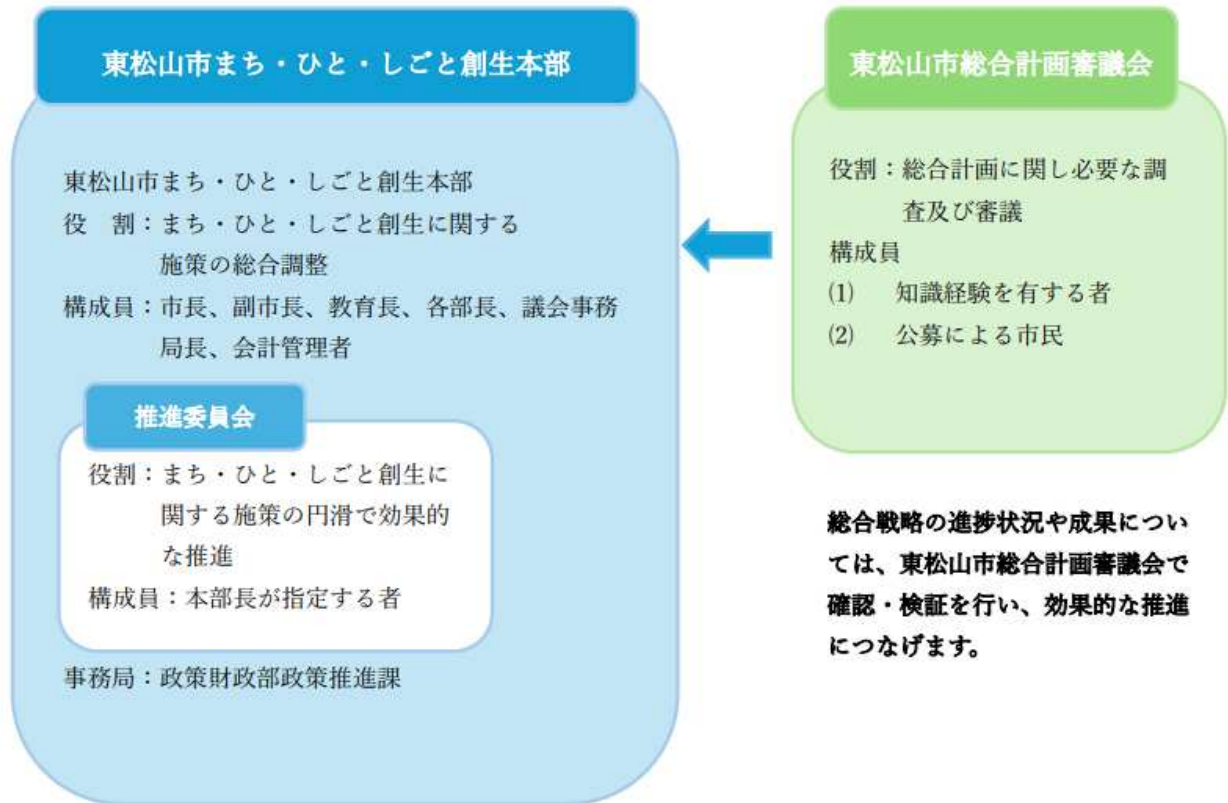 東松山市まち・ひと・しごと創生本部
東松山市まち・ひと・しごと創生本部
役　割：まち・ひと・しごと創生に関する
施策の総合調整
構成員：市長、副市長、教育長、各部長、議会事務
局長、会計管理者
推進委員会
役割：まち・ひと・しごと創生に
関する施策の円滑で効果的
な推進
構成員：本部長が指定する者
事務局：政策財政部政策推進課
東松山市総合計画審議会
役割：総合計画に関し必要な調
査及び審議
構成員
⑴　知識経験を有する者
⑵　公募による市民
総合戦略の進捗状況や成果につい
ては、東松山市総合計画審議会で
確認・検証を行い、効果的な推進
につなげます。